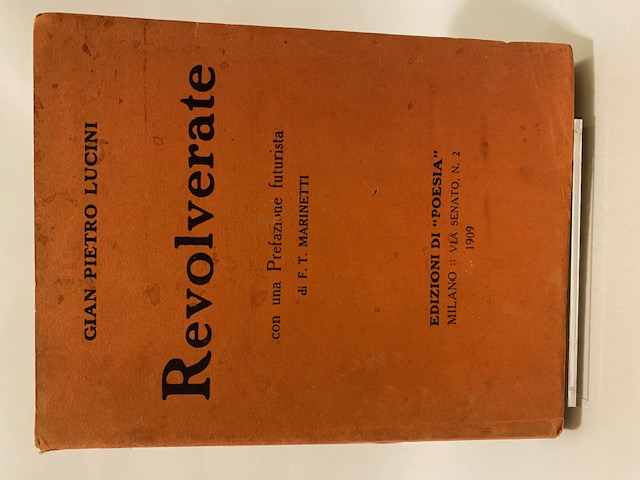 GIAN PIETRO LUCINI
Revolverate
con una Prefazione futurista
di F. T. MARINETTI
EDIZIONI DI "POESIA"
MILANO :: VIA SENATO, N. 2
1909